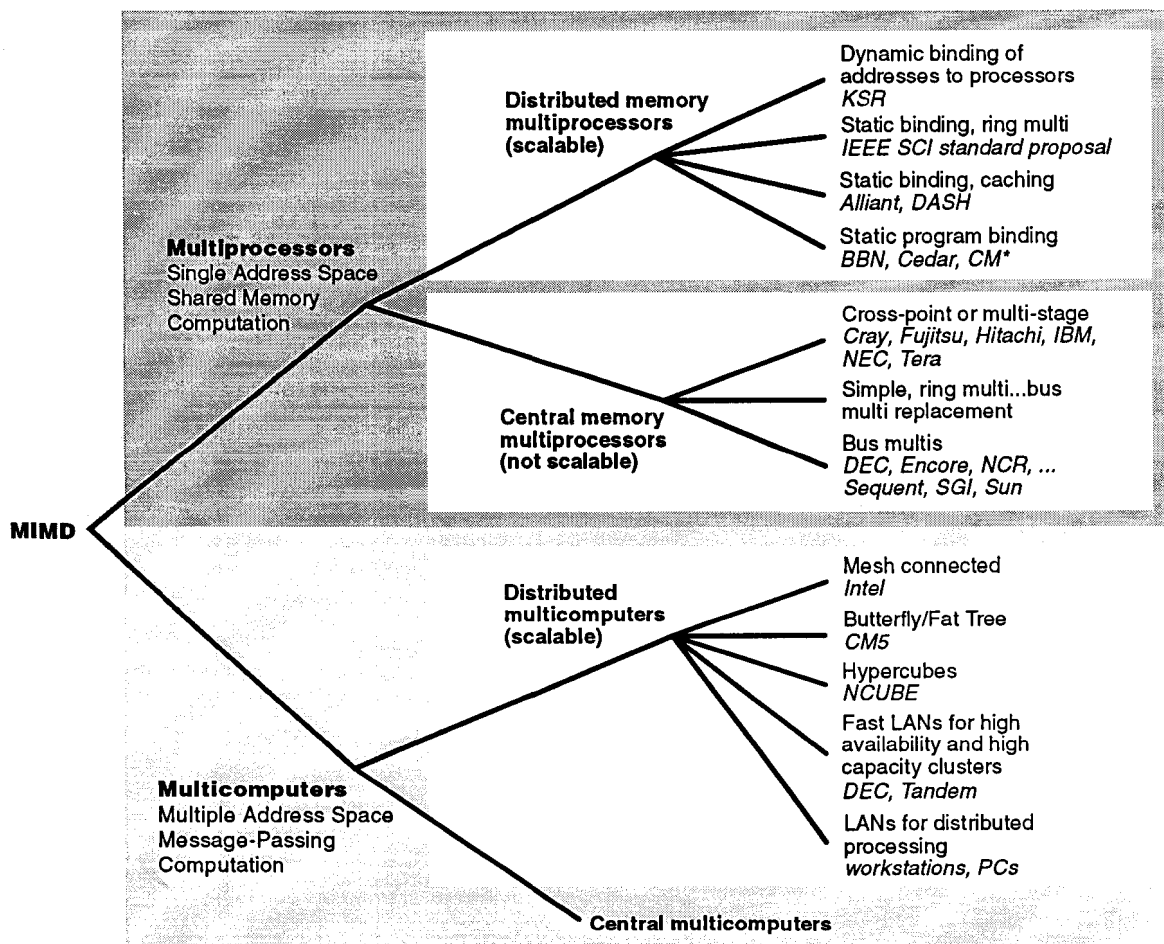 Dynamic binding of
addresses to processors
KSR
Distributed memory
multiprocessors
(scalable)
Static binding, ring multi
IEEE SCI standard proposal
Static binding, caching
Alliant, DASH
Static program binding
BBN, Cedar, CM*
Multiprocessors
Single Address Space
Shared Memory
Computation
Cross-point or multi-stage
Cray, Fujitsu, Hitachi, IBM,
NEC, Tera
Simple, ring multi...bus
multi replacement
Central memory
multiprocessors
(not scalable)
Bus multis
DEC, Encore, NCR, ...
Sequent, SGI, Sun
MIMD
Distributed
multicomputers
(scalable)
Mesh connected
Intel
Butterfly/Fat Tree
CM5
Hypercubes
NCUBE
Fast LANs for high
availability and high
capacity clusters
DEC, Tandem
LANs for distributed
processing
workstations, PCs
Multicomputers
Multiple Address Space
Message-Passing
Computation
Central multicomputers